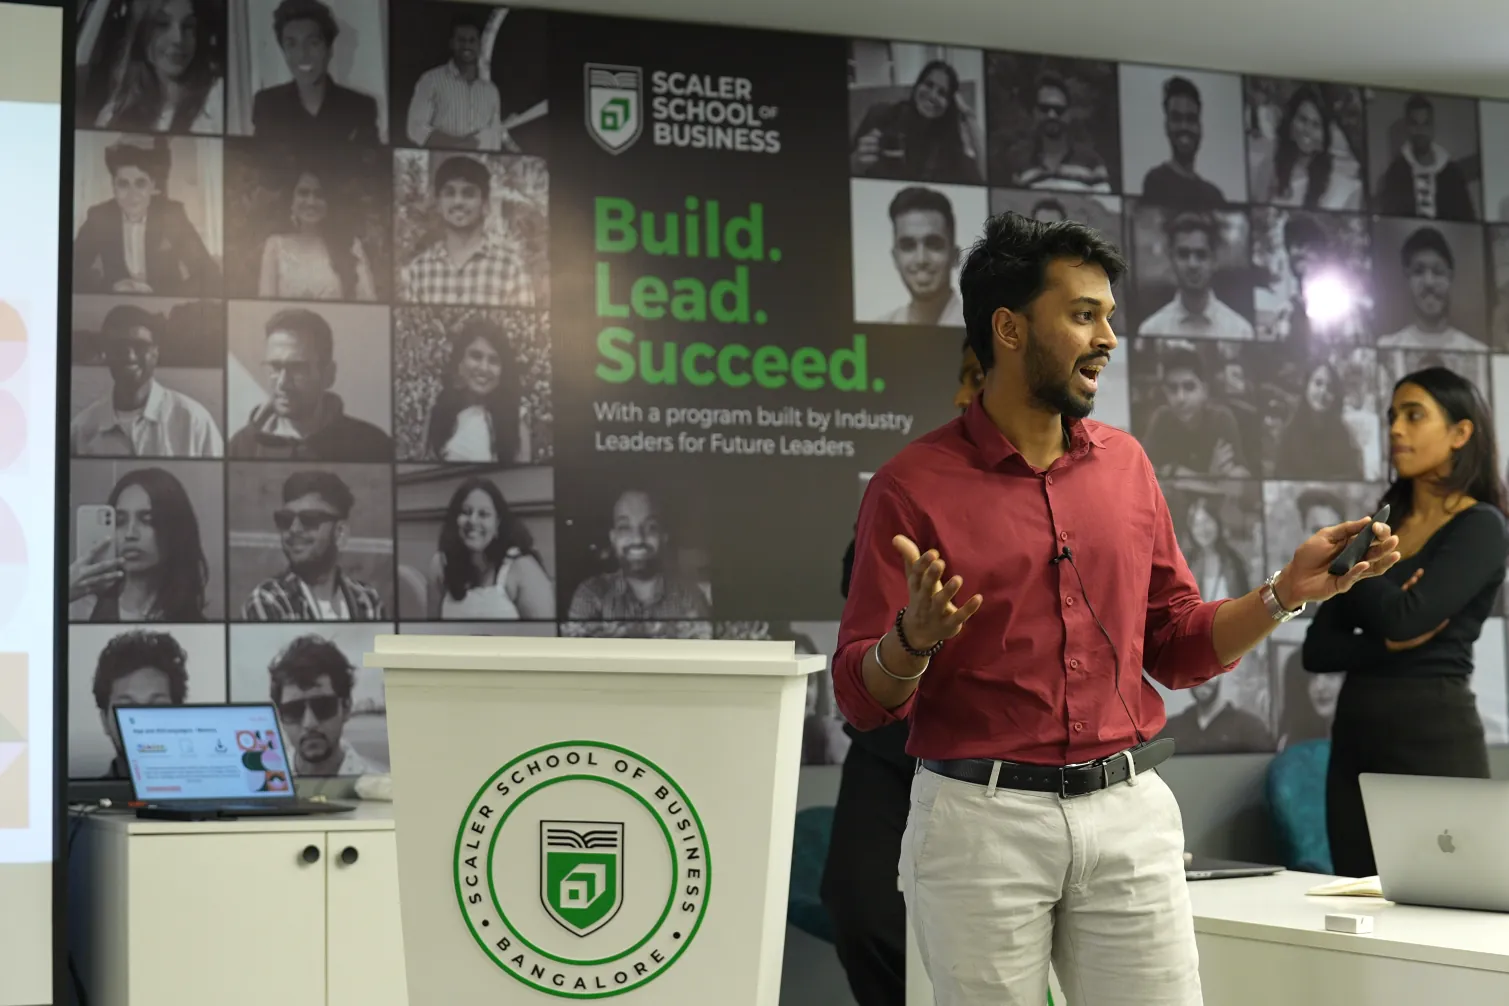 SCALER
SCHOOL OF
BUSINESS
Build.
Lead.
Succeed.
With a program built by Industry
Leaders for Future Leaders
SCALER SCHOOL OF BUSINESS
• BANGALORE •